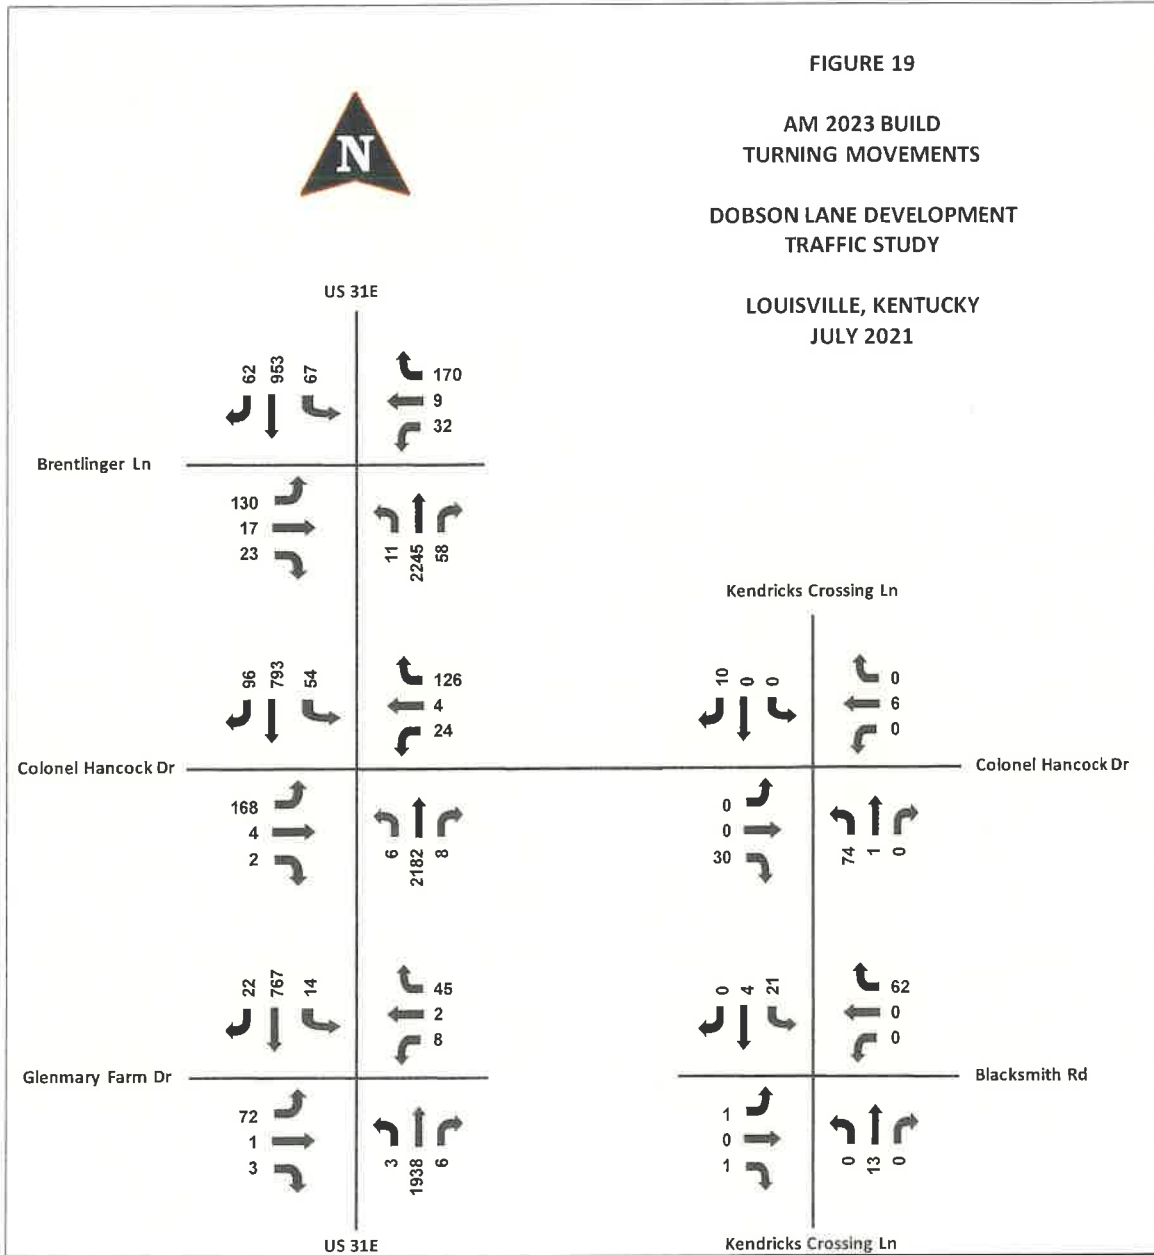 FIGURE 19
AM 2023 BUILD
TURNING MOVEMENTS
DOBSON LANE DEVELOPMENT
TRAFFIC STUDY
LOUISVILLE, KENTUCKY
JULY 2021
N
US 31E
62 953 67
170
9
32
Brentlinger Ln
130
17
23
11 2245 58
Kendricks Crossing Ln
96 793 54
126
4
24
10 0 0
0
6
0
Colonel Hancock Dr
Colonel Hancock Dr
168
4
2
6 2182 8
0
0
30
74 1 0
22 767 14
45
2
8
0 4 21
62
0
0
Glenmary Farm Dr
Blacksmith Rd
72
1
3
3 1938 6
1
0
1
0 13 0
US 31E
Kendricks Crossing Ln